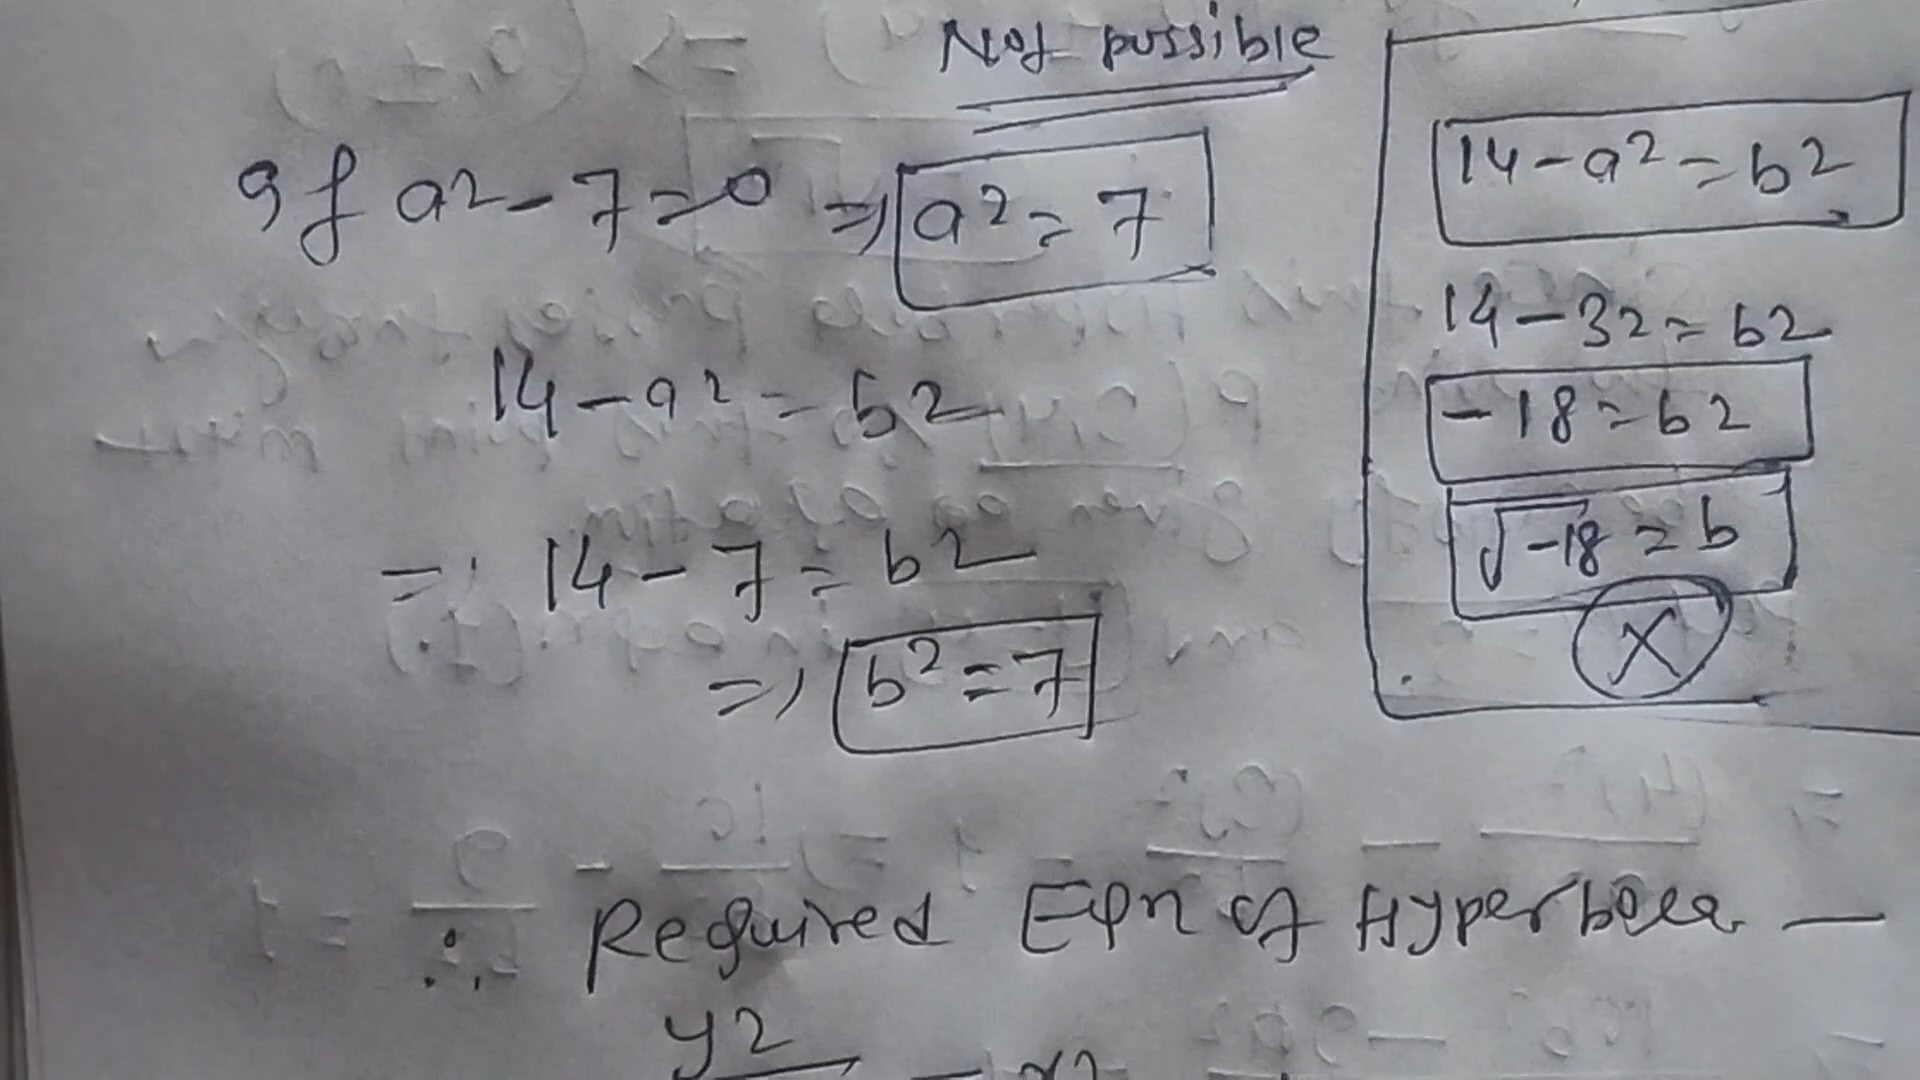 Not possible
If a2-7=0 => a2=7
14-a2=b2
=> 14-7=b2
=> b2=7
14-a2=b2
14-32=b2
-18=b2
√-18=b
X
∴ Required Eqn of Hyperbola —
y2
- x2